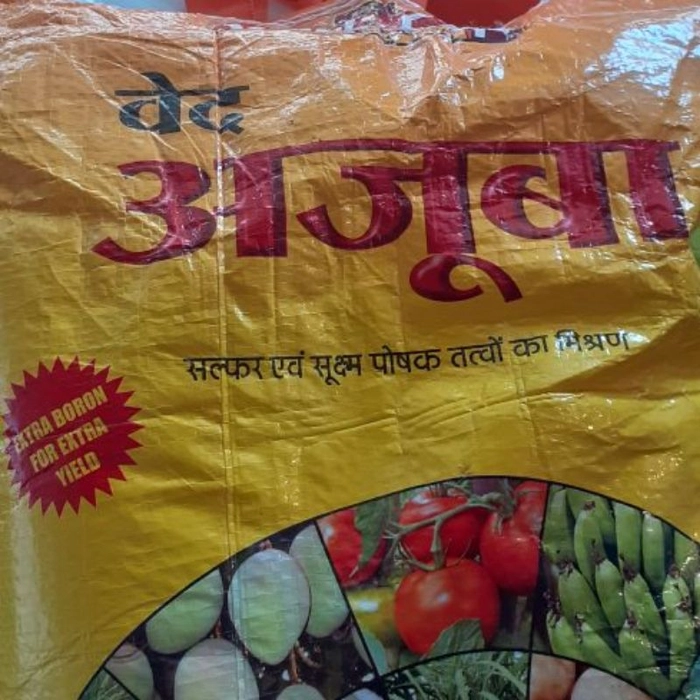 वेद
अजूबा
सल्फर एवं सूक्ष्म पोषक तत्वों का मिश्रण
EXTRA BORON
FOR EXTRA
YIELD